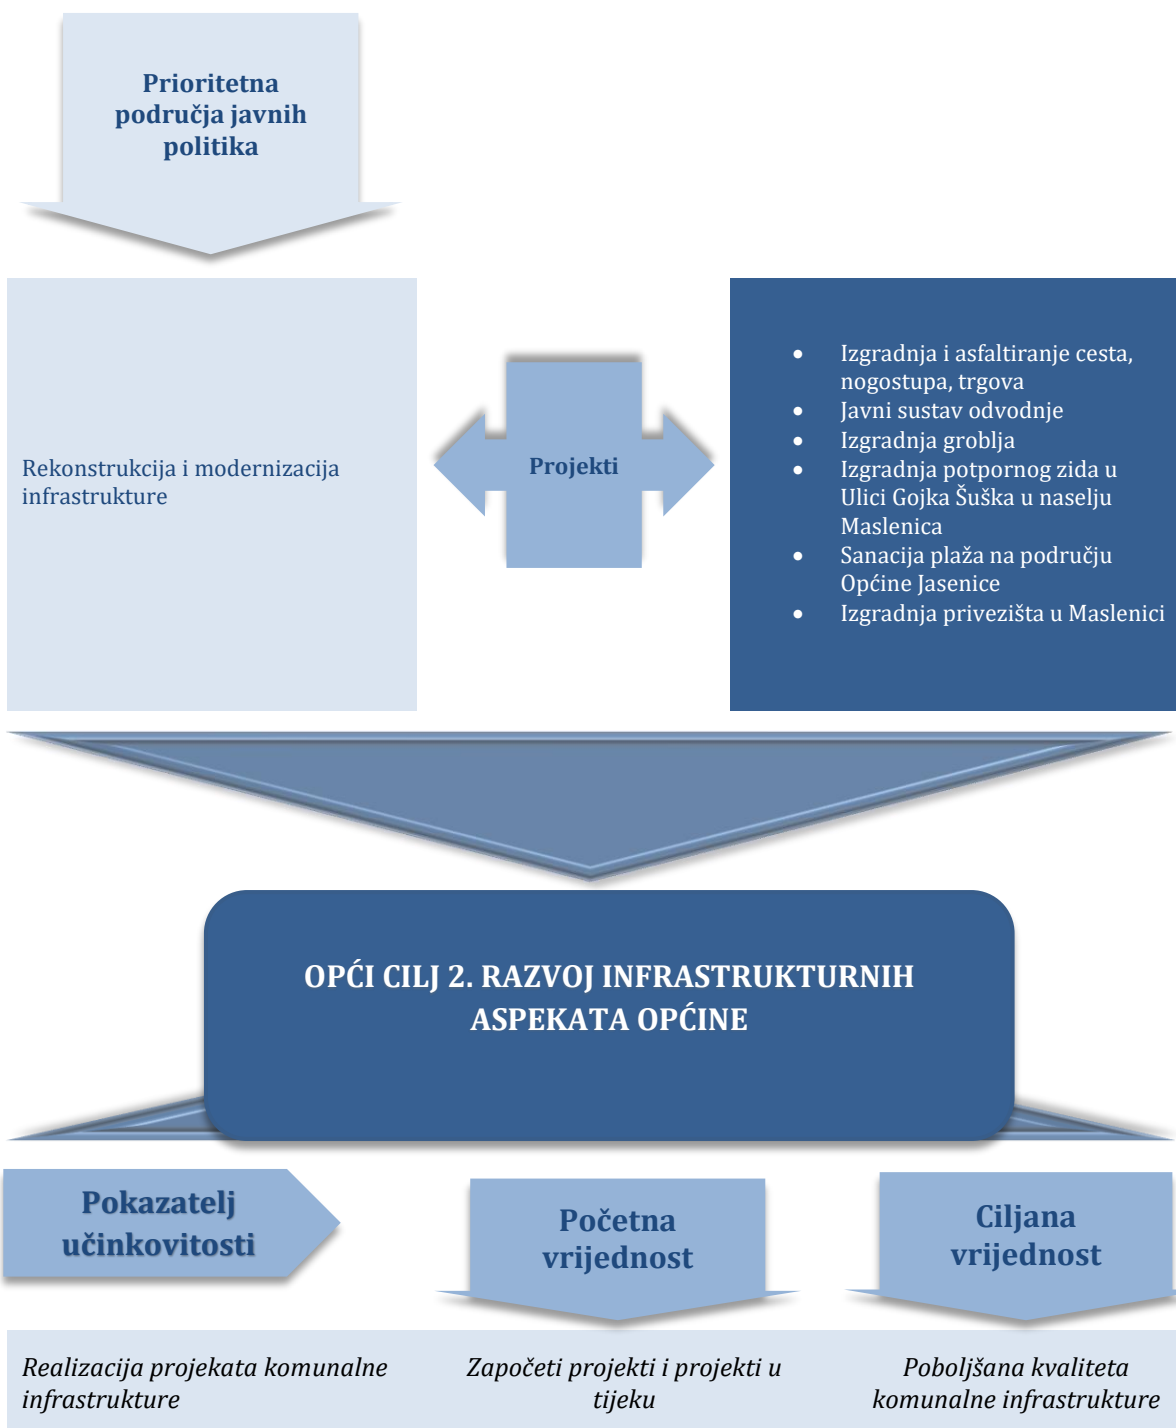 Prioritetna
područja javnih
politika
Rekonstrukcija i modernizacija
infrastrukture
Projekti
• Izgradnja i asfaltiranje cesta,
nogostupa, trgova
• Javni sustav odvodnje
• Izgradnja groblja
• Izgradnja potpornog zida u
Ulici Gojka Šuška u naselju
Maslenica
• Sanacija plaža na području
Općine Jasenice
• Izgradnja privezišta u Maslenici
OPĆI CILJ 2. RAZVOJ INFRASTRUKTURNIH
ASPEKATA OPĆINE
Pokazatelj
učinkovitosti
Početna
vrijednost
Ciljana
vrijednost
Realizacija projekata komunalne
infrastrukture
Započeti projekti i projekti u
tijeku
Poboljšana kvaliteta
komunalne infrastrukture